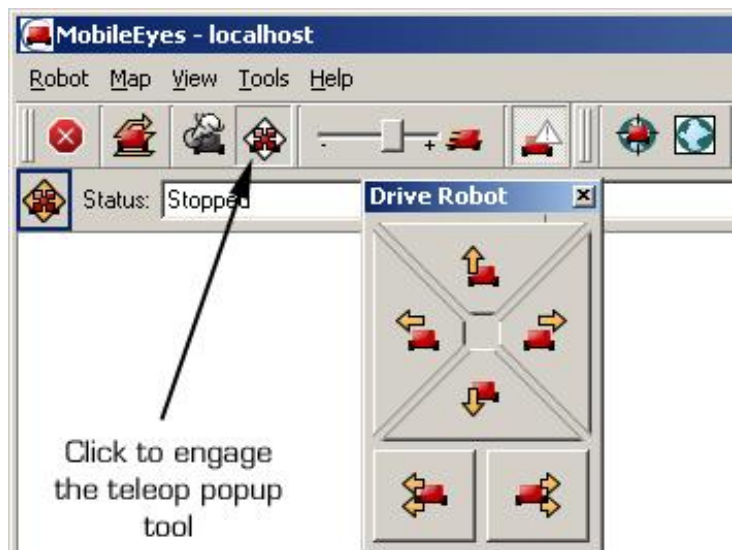 MobileEyes - localhost
Robot Map View Tools Help
- +
Status: Stopped
Drive Robot
Click to engage
the teleop popup
tool